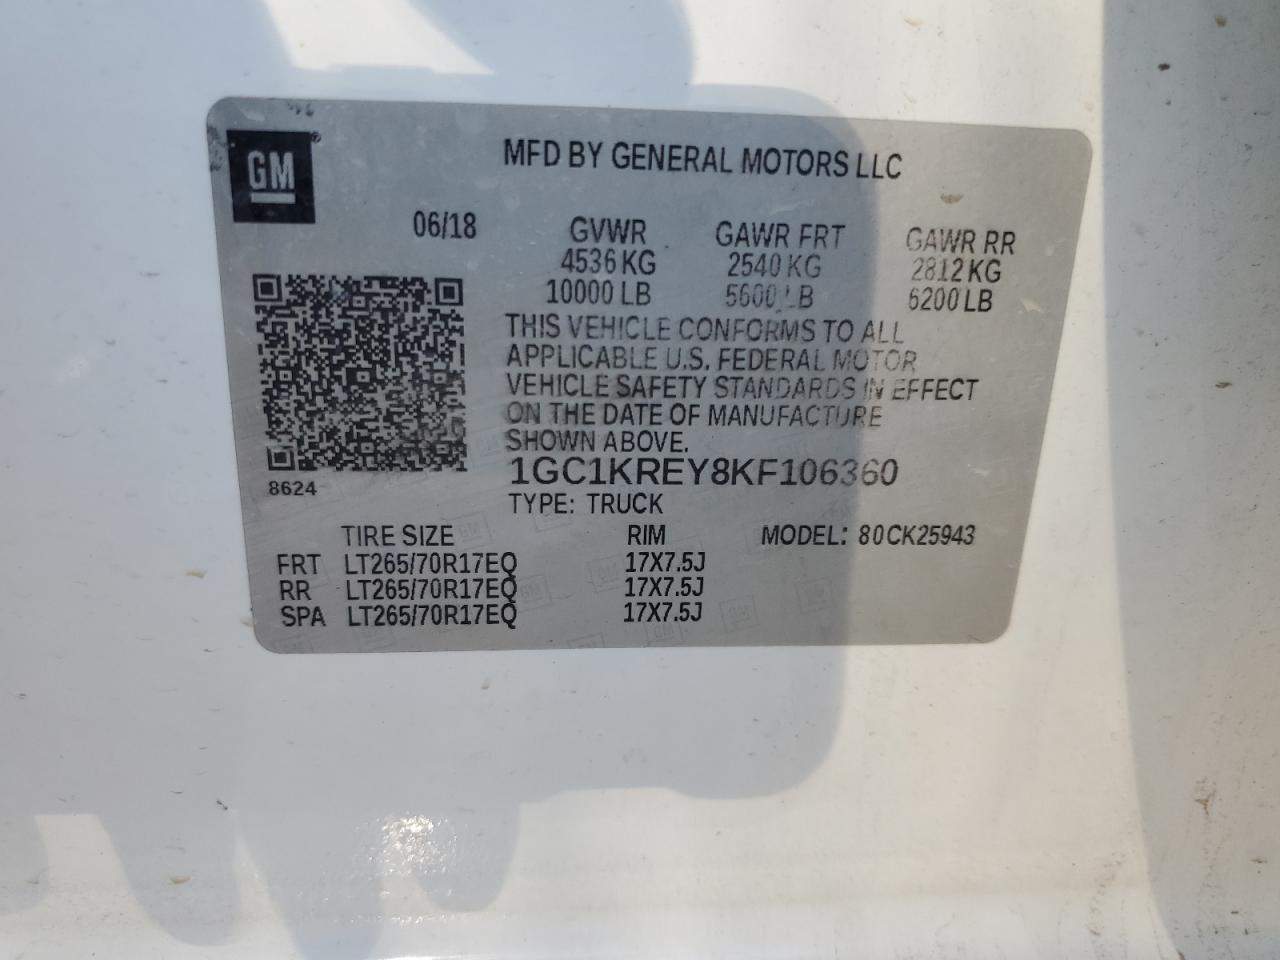 GM®
MFD BY GENERAL MOTORS LLC
06/18 GVWR GAWR FRT GAWR RR
4536 KG 2540 KG 2812 KG
10000 LB 5600 LB 6200 LB
THIS VEHICLE CONFORMS TO ALL
APPLICABLE U.S. FEDERAL MOTOR
VEHICLE SAFETY STANDARDS IN EFFECT
ON THE DATE OF MANUFACTURE
SHOWN ABOVE.
8624
1GC1KREY8KF106360
TYPE: TRUCK
TIRE SIZE RIM MODEL: 80CK25943
FRT LT265/70R17EQ 17X7.5J
RR LT265/70R17EQ 17X7.5J
SPA LT265/70R17EQ 17X7.5J